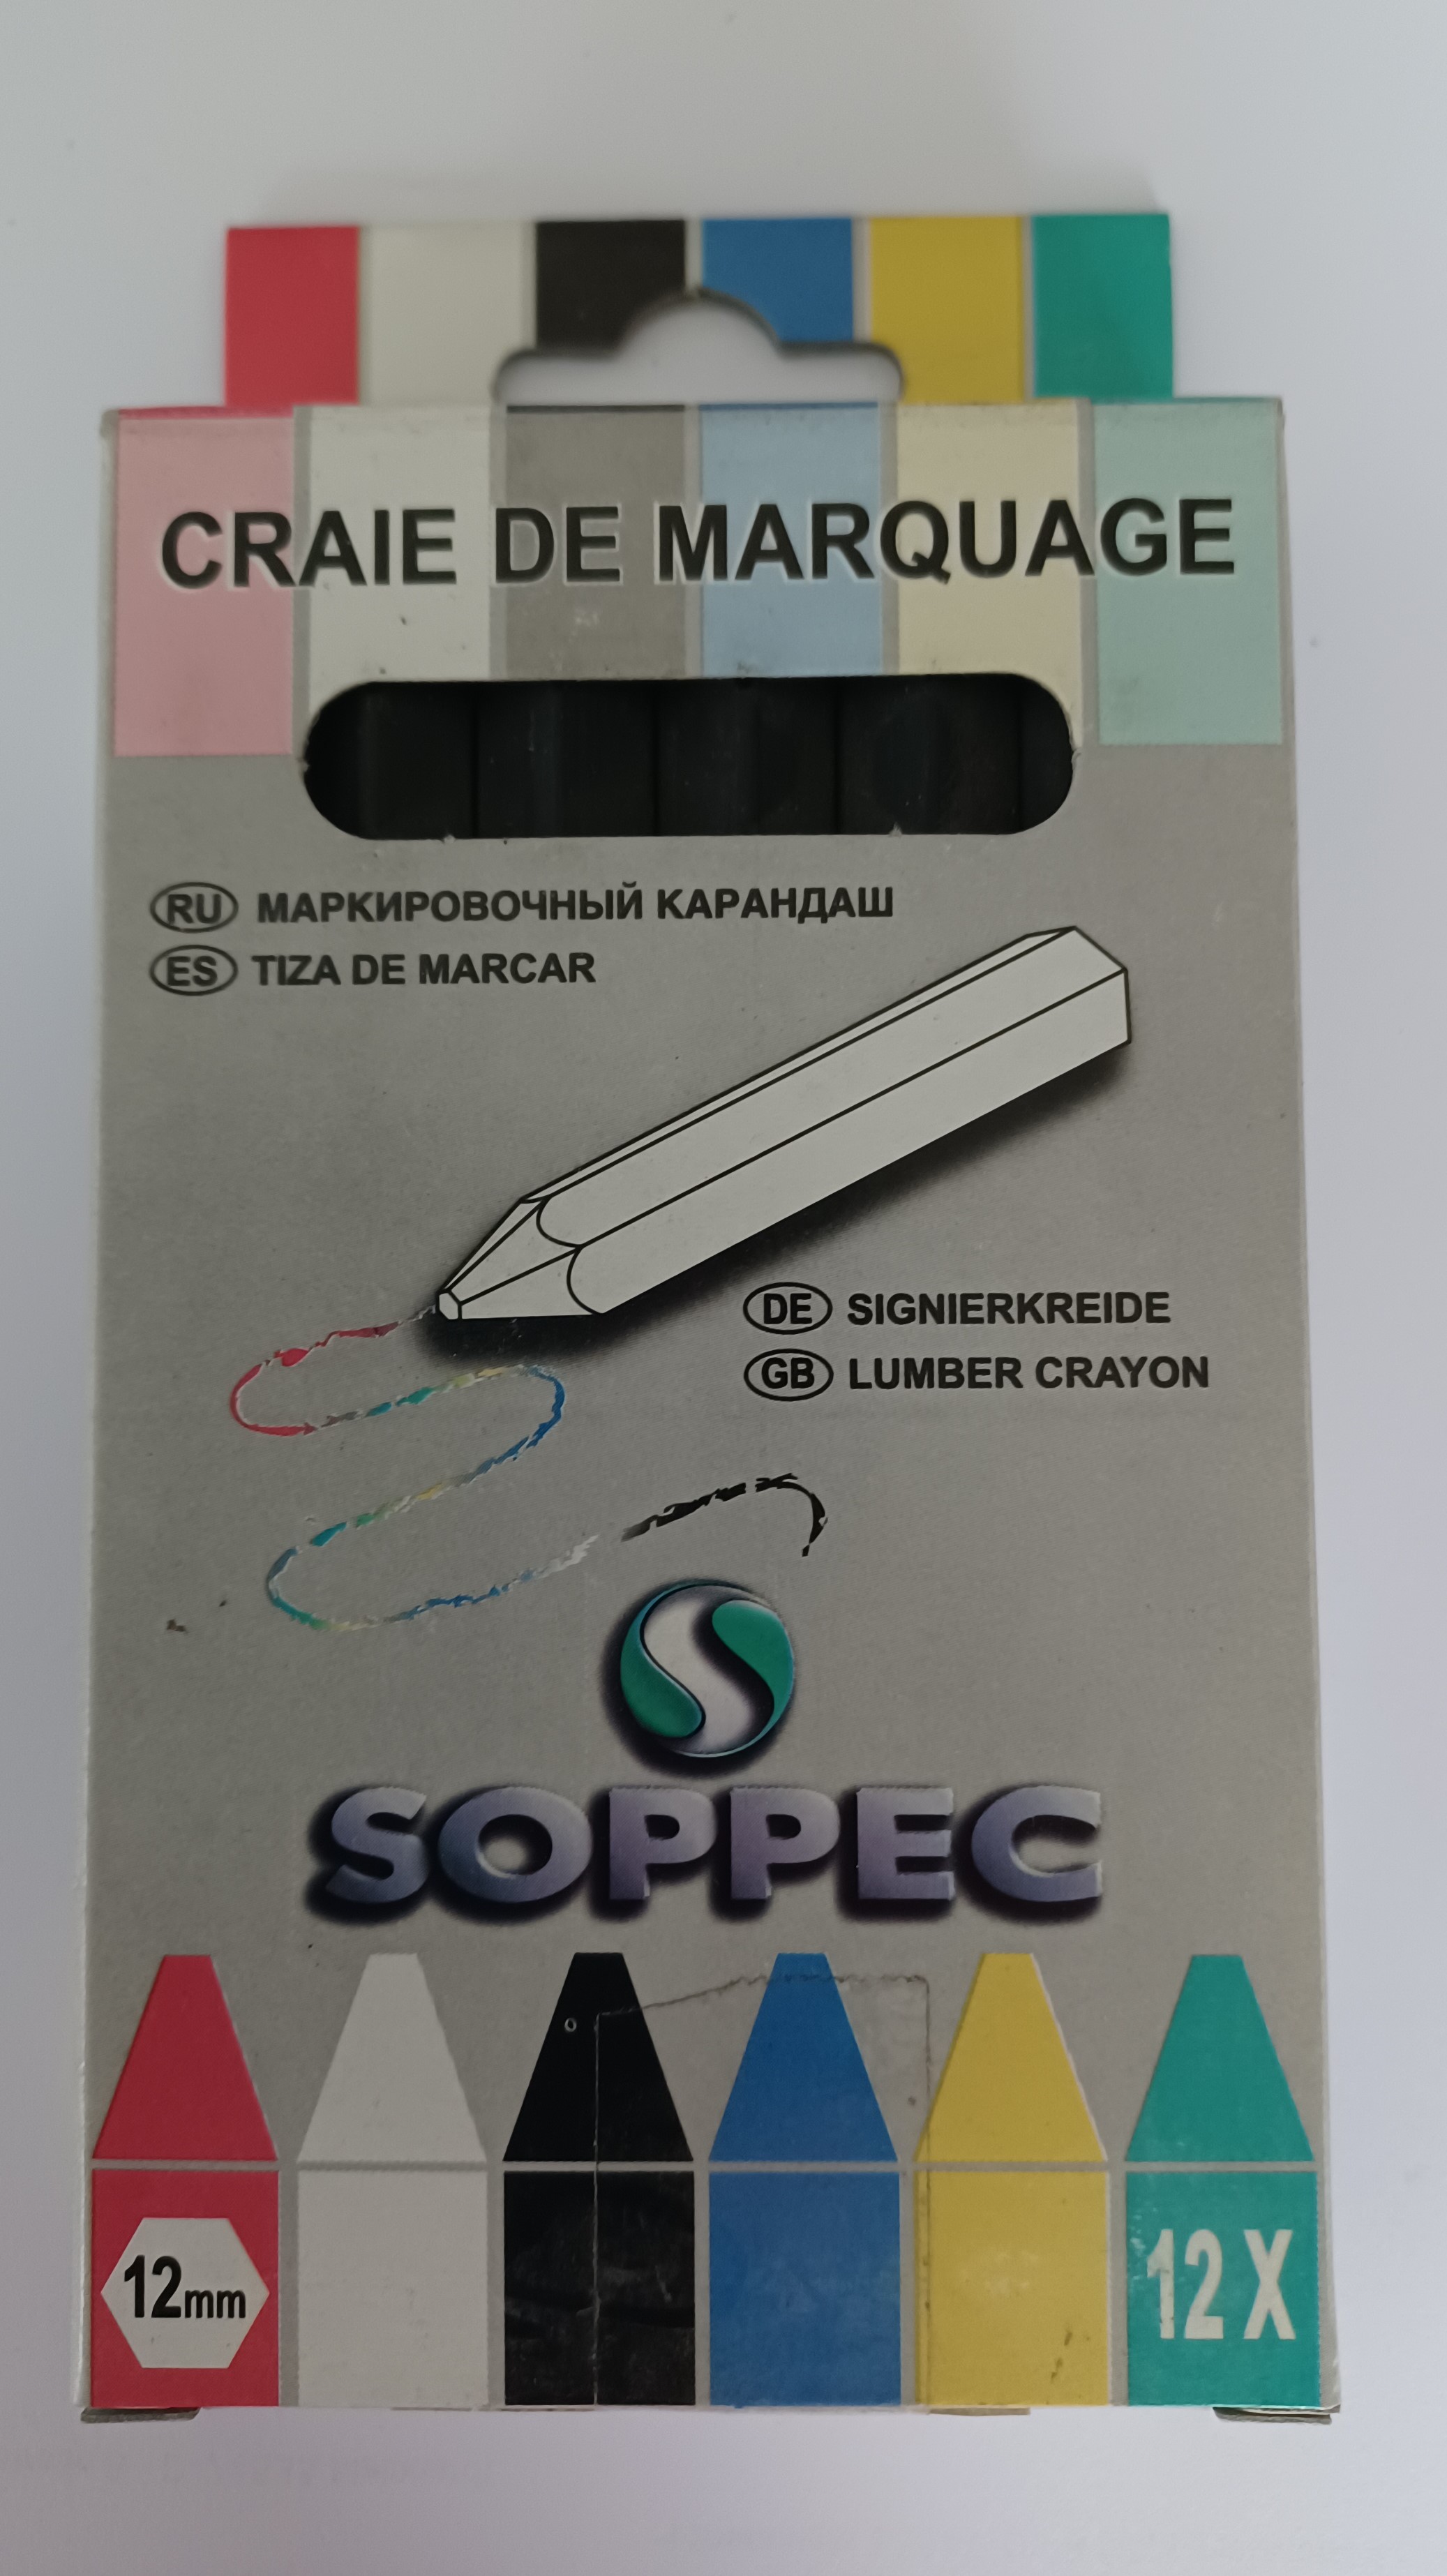 CRAIE DE MARQUAGE
RU МАРКИРОВОЧНЫЙ КАРАНДАШ
ES TIZA DE MARCAR
DE SIGNIERKREIDE
GB LUMBER CRAYON
SOPPEC
12mm
12 X